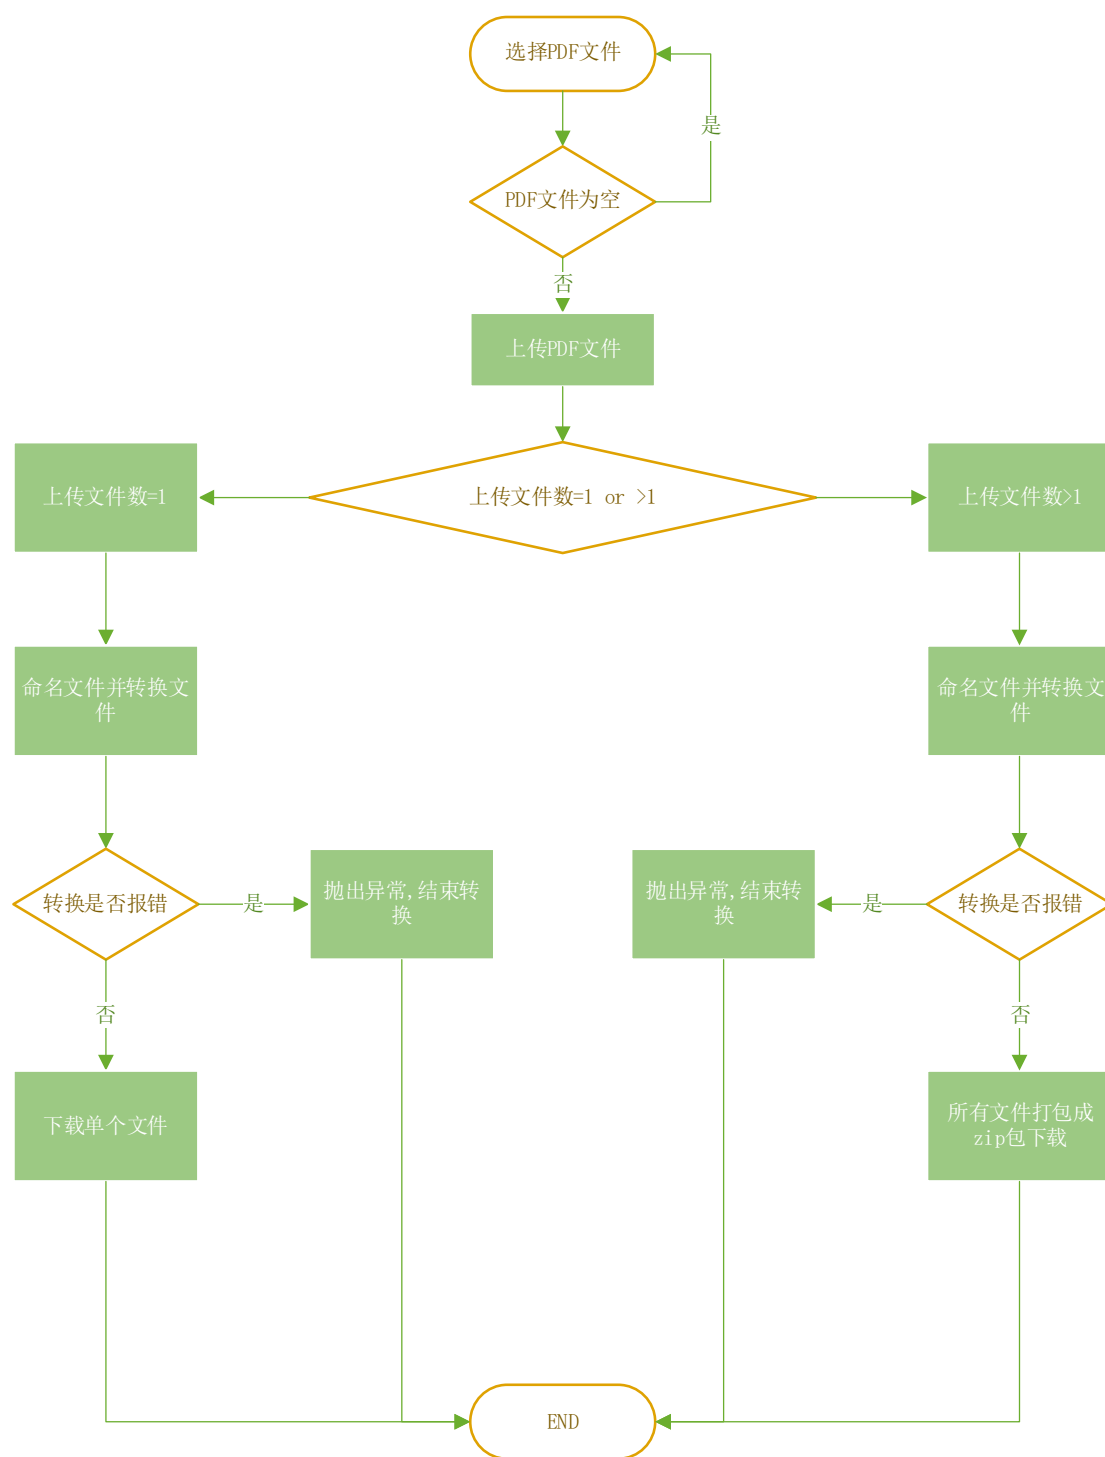 选择PDF文件
是
PDF文件为空
否
上传PDF文件
上传文件数=1
上传文件数=1 or >1
上传文件数>1
命名文件并转换文
件
命名文件并转换文
件
转换是否报错
是
抛出异常,结束转
换
抛出异常,结束转
换
是
转换是否报错
否
否
下载单个文件
所有文件打包成
zip包下载
END